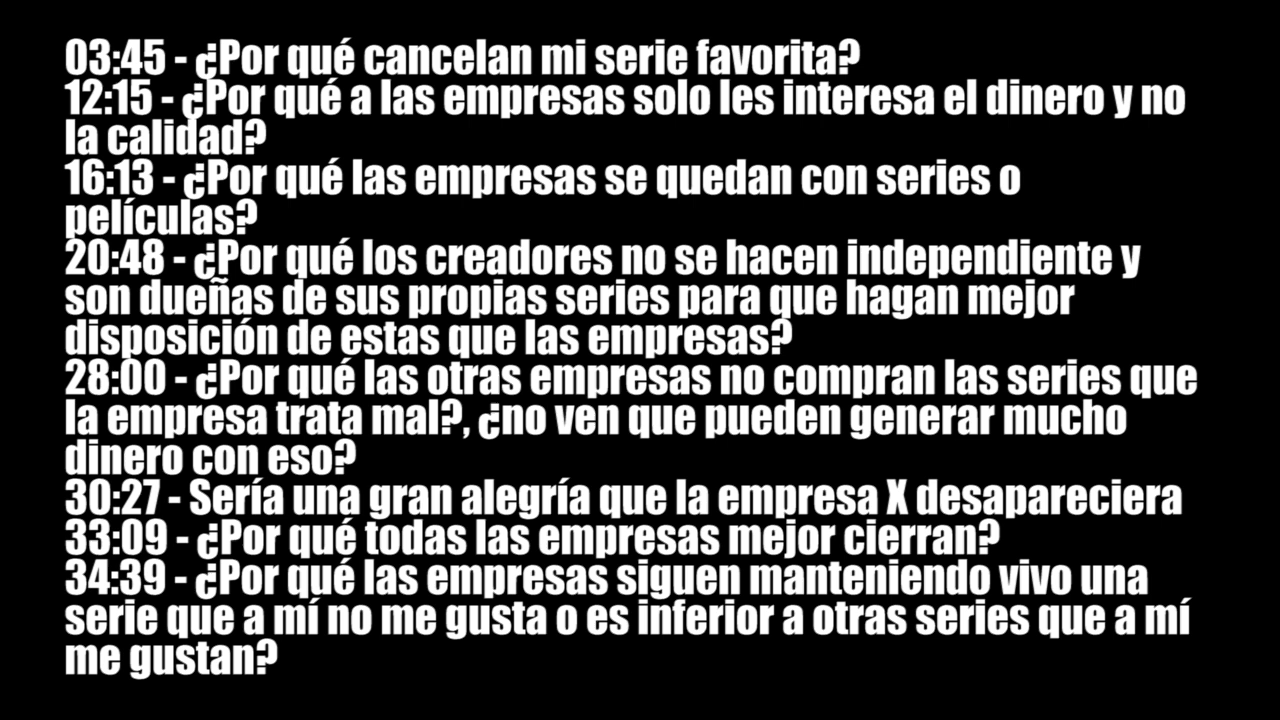 03:45 - ¿Por qué cancelan mi serie favorita?
12:15 - ¿Por qué a las empresas solo les interesa el dinero y no
la calidad?
16:13 - ¿Por qué las empresas se quedan con series o
películas?
20:48 - ¿Por qué los creadores no se hacen independiente y
son dueñas de sus propias series para que hagan mejor
disposición de estas que las empresas?
28:00 - ¿Por qué las otras empresas no compran las series que
la empresa trata mal?, ¿no ven que pueden generar mucho
dinero con eso?
30:27 - Sería una gran alegría que la empresa X desapareciera
33:09 - ¿Por qué todas las empresas mejor cierran?
34:39 - ¿Por qué las empresas siguen manteniendo vivo una
serie que a mí no me gusta o es inferior a otras series que a mí
me gustan?